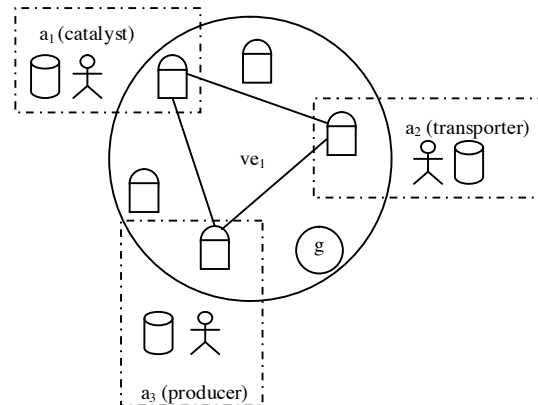 a₁ (catalyst)
a₂ (transporter)
ve₁
g
a₃ (producer)